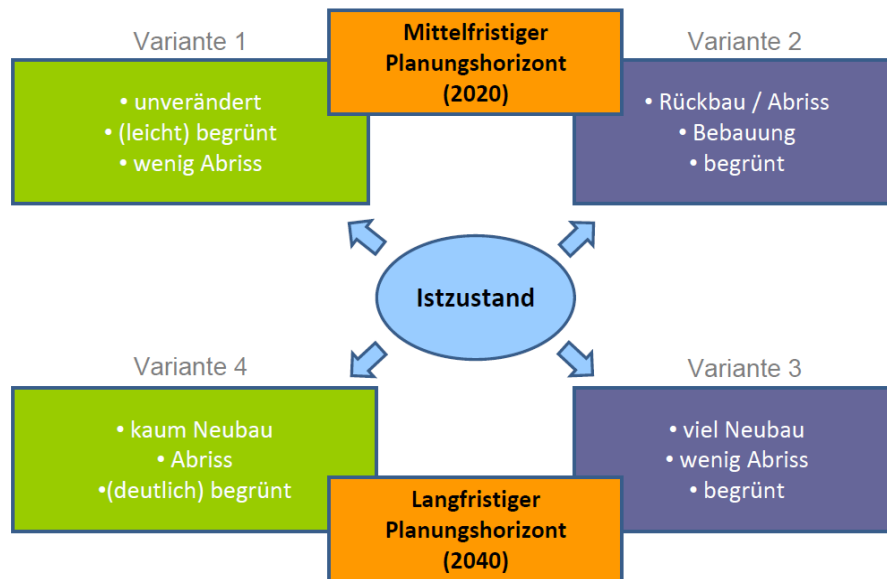 Variante 1
Mittelfristiger
Planungshorizont
(2020)
Variante 2
• unverändert
• (leicht) begrünt
• wenig Abriss
• Rückbau / Abriss
• Bebauung
• begrünt
Istzustand
Variante 4
Variante 3
• kaum Neubau
• Abriss
•(deutlich) begrünt
• viel Neubau
• wenig Abriss
• begrünt
Langfristiger
Planungshorizont
(2040)